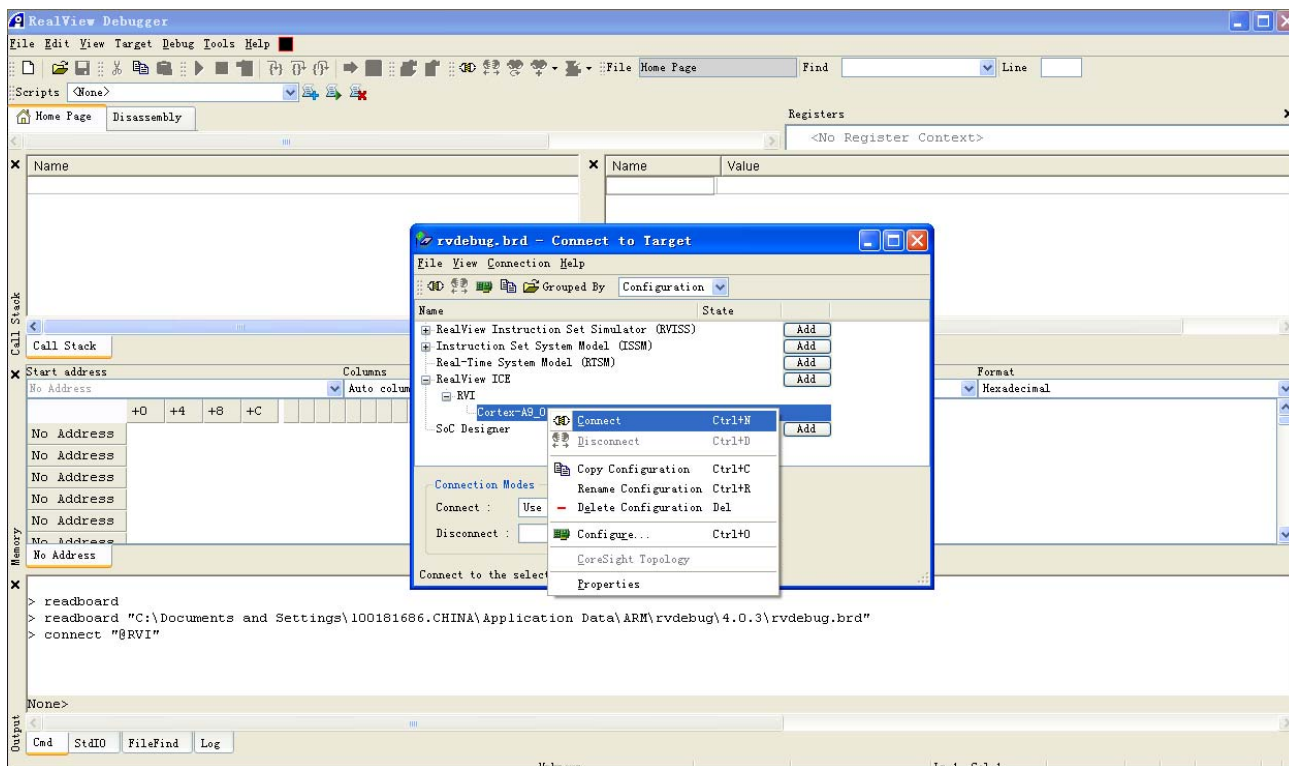 RealView Debugger
File Edit View Target Debug Tools Help
File Home Page Find Line
Scripts <None>
Home Page Disassembly
Registers
<No Register Context>
Name
Name Value
Call Stack
Call Stack
rvdebug.brd - Connect to Target
File View Connection Help
Grouped By Configuration
Name State
RealView Instruction Set Simulator (RVISS) Add
Instruction Set System Model (ISSM) Add
Real-Time System Model (RTSM) Add
RealView ICE Add
RVI
Cortex-A9_0
SoC Designer Add
Connect Ctrl+N
Disconnect Ctrl+D
Copy Configuration Ctrl+C
Rename Configuration Ctrl+R
Delete Configuration Del
Configure... Ctrl+O
CoreSight Topology
Properties
Connection Modes
Connect : Use
Disconnect :
Connect to the select
Start address Columns Format
No Address Auto colum Hexadecimal
+0 +4 +8 +C
No Address
No Address
No Address
No Address
No Address
No Address
No Address
Memory
> readboard
> readboard "C:\Documents and Settings\l00181686.CHINA\Application Data\ARM\rvdebug\4.0.3\rvdebug.brd"
> connect "@RVI"
None>
Output
Cmd StdIO FileFind Log